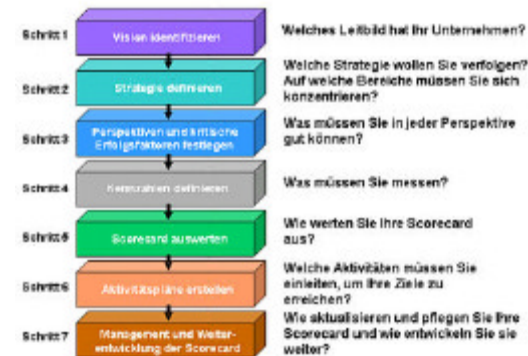 Schritt 1
Vision identifizieren
Welches Leitbild hat Ihr Unternehmen?
Schritt 2
Strategie definieren
Welche Strategie wollen Sie verfolgen?
Auf welche Bereiche müssen Sie sich
konzentrieren?
Schritt 3
Perspektiven und kritische
Erfolgsfaktoren festlegen
Was müssen Sie in jeder Perspektive
gut können?
Schritt 4
Kennzahlen definieren
Was müssen Sie messen?
Schritt 5
Scorecard auswerten
Wie werten Sie Ihre Scorecard
aus?
Schritt 6
Aktivitätspläne erstellen
Welche Aktivitäten müssen Sie
einleiten, um Ihre Ziele zu
erreichen?
Schritt 7
Management und Weiter-
entwicklung der Scorecard
Wie aktualisieren und pflegen Sie Ihre
Scorecard und wie entwickeln Sie sie
weiter?